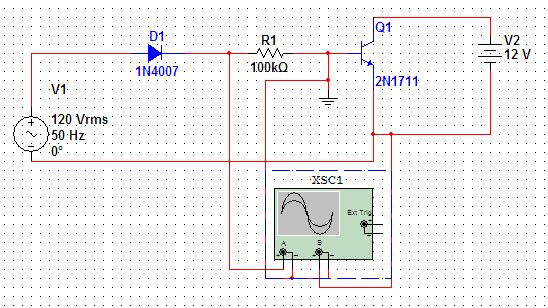 D1
1N4007
R1
100kΩ
Q1
2N1711
V2
12 V
V1
120 Vrms
50 Hz
0°
XSC1
Ext Trig
A
B